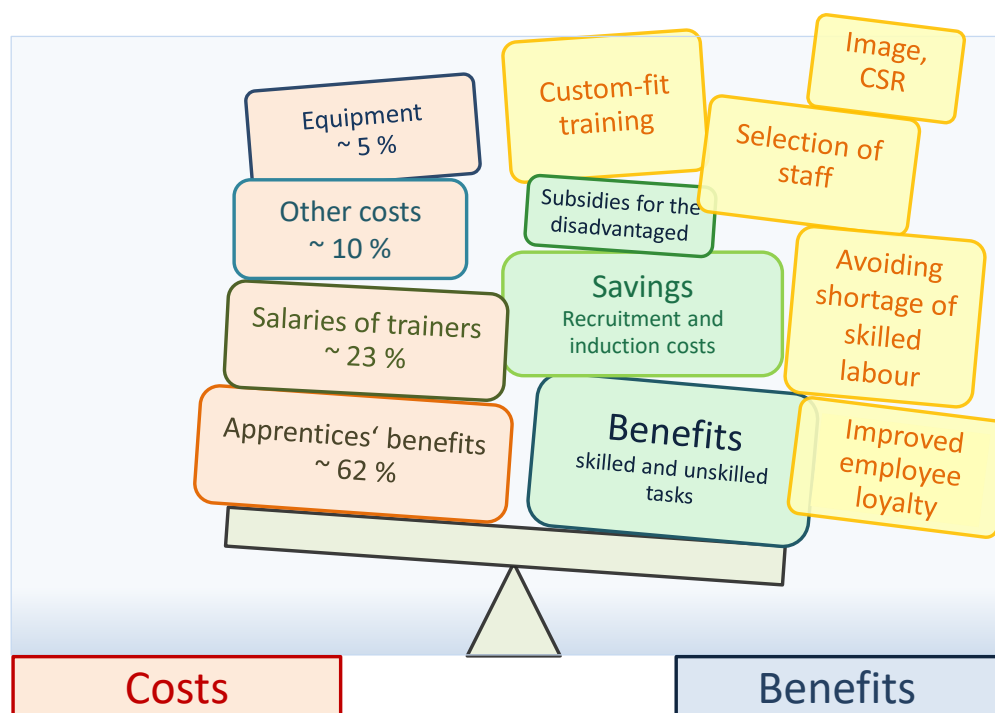 Equipment
~ 5 %
Other costs
~ 10 %
Salaries of trainers
~ 23 %
Apprentices‘ benefits
~ 62 %
Custom-fit
training
Subsidies for the
disadvantaged
Savings
Recruitment and
induction costs
Benefits
skilled and unskilled
tasks
Image,
CSR
Selection of
staff
Avoiding
shortage of
skilled
labour
Improved
employee
loyalty
Costs
Benefits